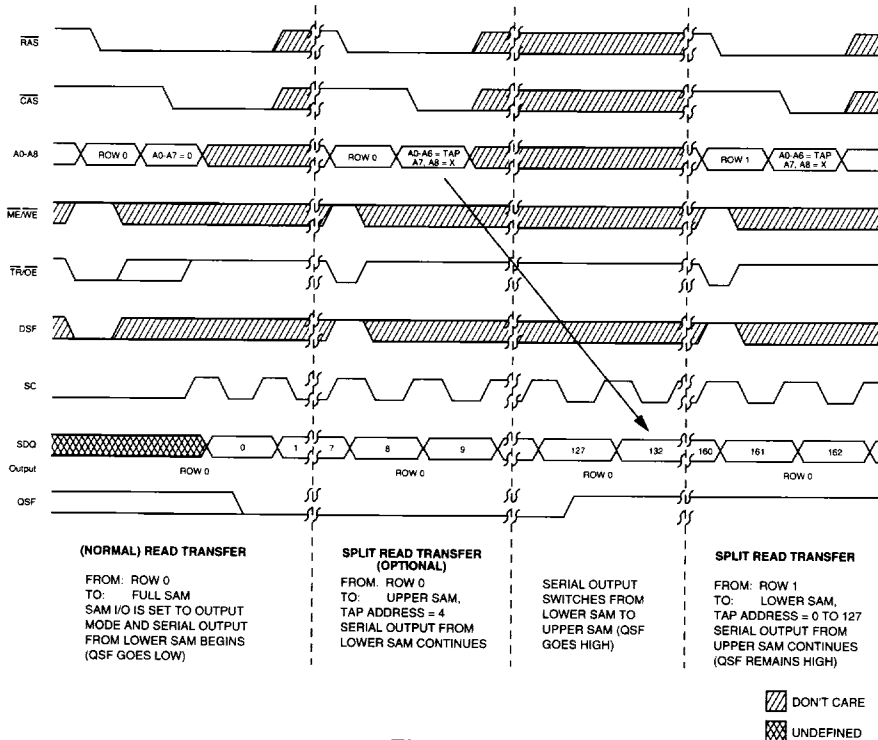 RAS
CAS
A0-A8 ROW 0 A0-A7 = 0 ROW 0 A0-A6 = TAP A7, A8 = X ROW 1 A0-A6 = TAP A7, A8 = X
ME/WE
TR/OE
DSF
SC
SDQ 0 1 7 8 9 127 132 160 161 162
Output ROW 0 ROW 0 ROW 0 ROW 0
QSF
(NORMAL) READ TRANSFER
FROM: ROW 0
TO: FULL SAM
SAM I/O IS SET TO OUTPUT
MODE AND SERIAL OUTPUT
FROM LOWER SAM BEGINS
(QSF GOES LOW)
SPLIT READ TRANSFER
(OPTIONAL)
FROM: ROW 0
TO: UPPER SAM,
TAP ADDRESS = 4
SERIAL OUTPUT FROM
LOWER SAM CONTINUES
SERIAL OUTPUT
SWITCHES FROM
LOWER SAM TO
UPPER SAM (QSF
GOES HIGH)
SPLIT READ TRANSFER
FROM: ROW 1
TO: LOWER SAM,
TAP ADDRESS = 0 TO 127
SERIAL OUTPUT FROM
UPPER SAM CONTINUES
(QSF REMAINS HIGH)
DON'T CARE
UNDEFINED